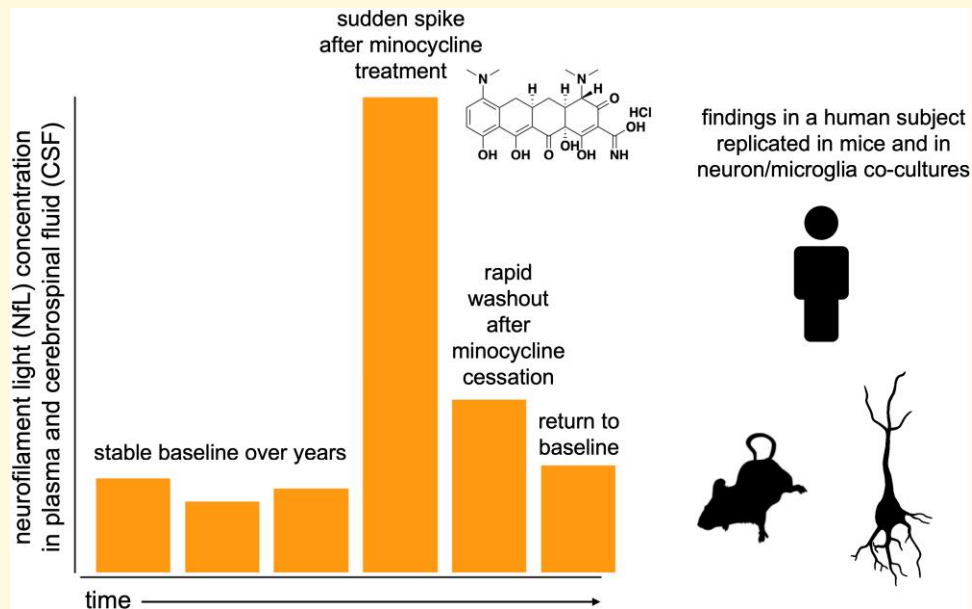 sudden spike
after minocycline
treatment
neurofilament light (NfL) concentration
in plasma and cerebrospinal fluid (CSF)
N
N
H
H
H
O
HCl
OH
OH
OH
O
OH
OH
NH
findings in a human subject
replicated in mice and in
neuron/microglia co-cultures
rapid
washout
after
minocycline
cessation
return to
baseline
stable baseline over years
time